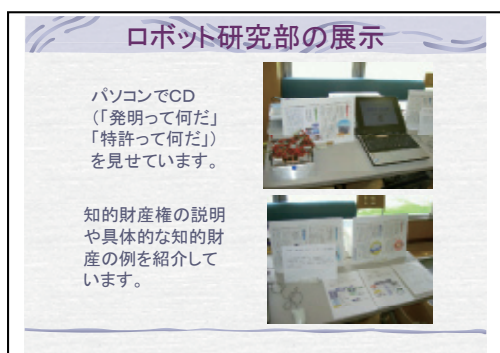 ロボット研究部の展示
パソコンでCD
(「発明って何だ」
「特許って何だ」)
を見せています。
知的財産権の説明
や具体的な知的財
産の例を紹介して
います。